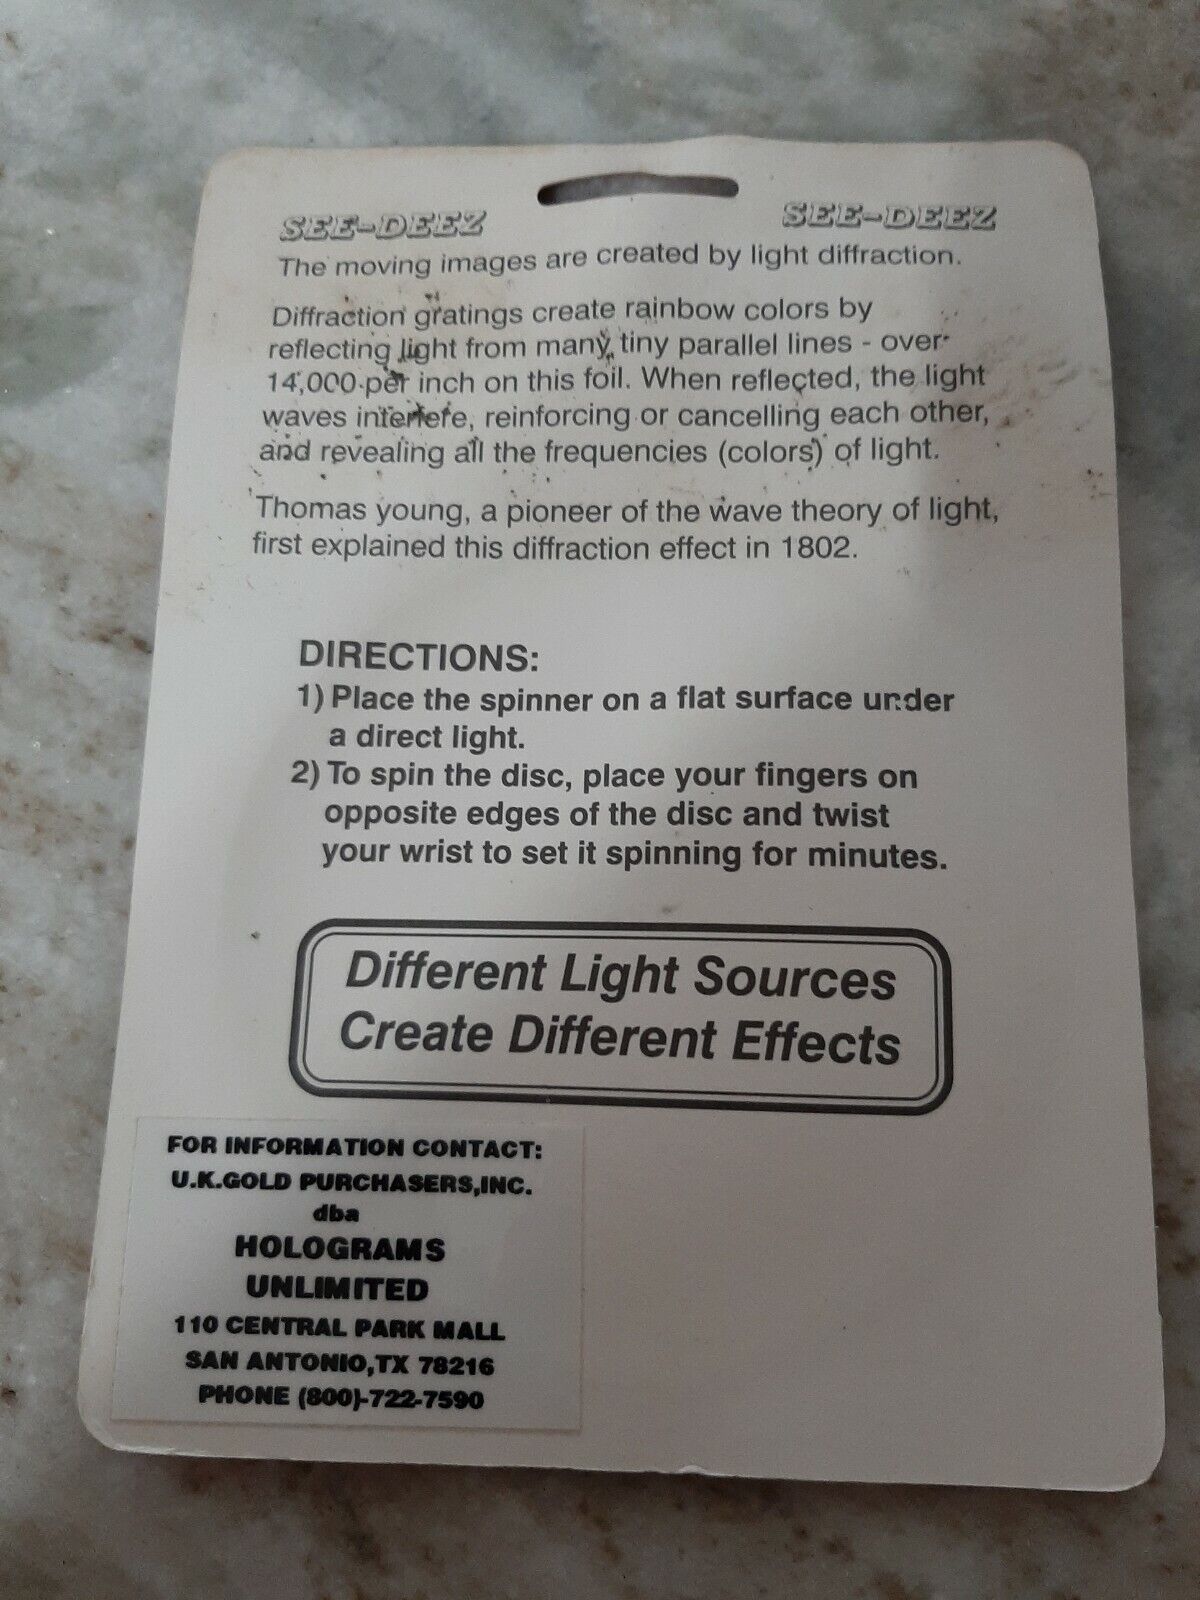 SEE-DEEZ SEE-DEEZ
The moving images are created by light diffraction.
Diffraction gratings create rainbow colors by
reflecting light from many, tiny parallel lines - over
14,000 per inch on this foil. When reflected, the light
waves interfere, reinforcing or cancelling each other,
and revealing all the frequencies (colors) of light.
Thomas young, a pioneer of the wave theory of light,
first explained this diffraction effect in 1802.
DIRECTIONS:
1) Place the spinner on a flat surface under
a direct light.
2) To spin the disc, place your fingers on
opposite edges of the disc and twist
your wrist to set it spinning for minutes.
Different Light Sources
Create Different Effects
FOR INFORMATION CONTACT:
U.K.GOLD PURCHASERS,INC.
dba
HOLOGRAMS
UNLIMITED
110 CENTRAL PARK MALL
SAN ANTONIO,TX 78216
PHONE (800)-722-7590